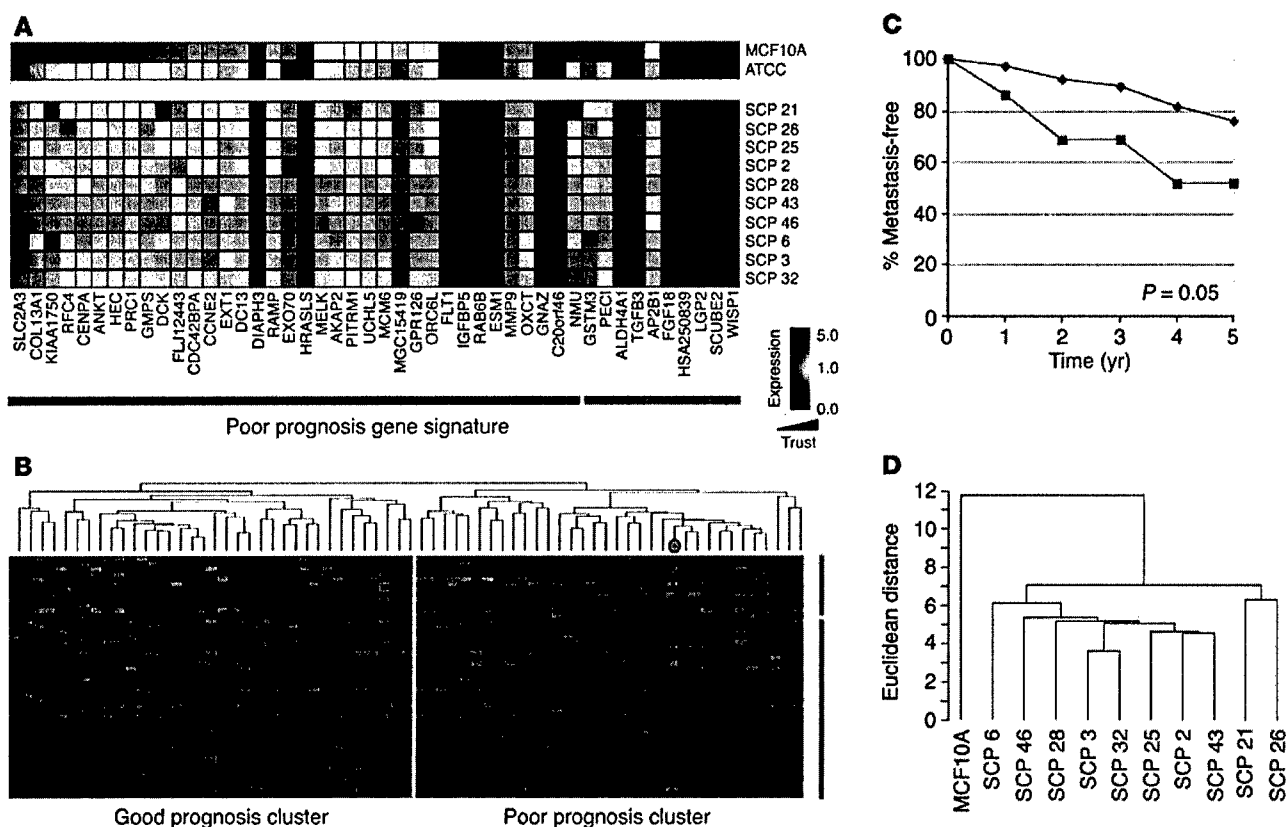 A
MCF10A
ATCC
SCP 21
SCP 26
SCP 25
SCP 2
SCP 28
SCP 43
SCP 46
SCP 6
SCP 3
SCP 32
SLC2A3
COL13A1
KIAA1750
RFC4
CENPA
ANKT
HEC
PRC1
GMPS
DCK
FLJ12443
CDC42BPA
CCNE2
EXT1
DC13
DIAPH3
RAMP
EXO70
HRASLS
MELK
AKAP2
PITRM1
UCHL5
MCM6
MGC15419
GPR126
ORC6L
FLT1
IGFBP5
RAB6B
ESM1
MMP9
OXCT
GNAZ
C20orf46
NMU
GSTM3
PECI
ALDH4A1
TGFB3
AP2B1
FGF18
HSA250839
LGP2
SCUBE2
WISP1
Poor prognosis gene signature
Expression
5.0
1.0
0.0
Trust
B
Good prognosis cluster
Poor prognosis cluster
C
% Metastasis-free
100
80
60
40
20
0
P = 0.05
0 1 2 3 4 5
Time (yr)
D
Euclidean distance
12
10
8
6
4
2
0
MCF10A
SCP 6
SCP 46
SCP 28
SCP 3
SCP 32
SCP 25
SCP 2
SCP 43
SCP 21
SCP 26